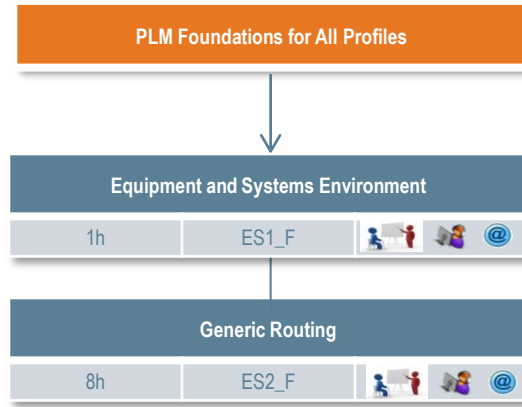 PLM Foundations for All Profiles
Equipment and Systems Environment
1h ES1_F @
Generic Routing
8h ES2_F @